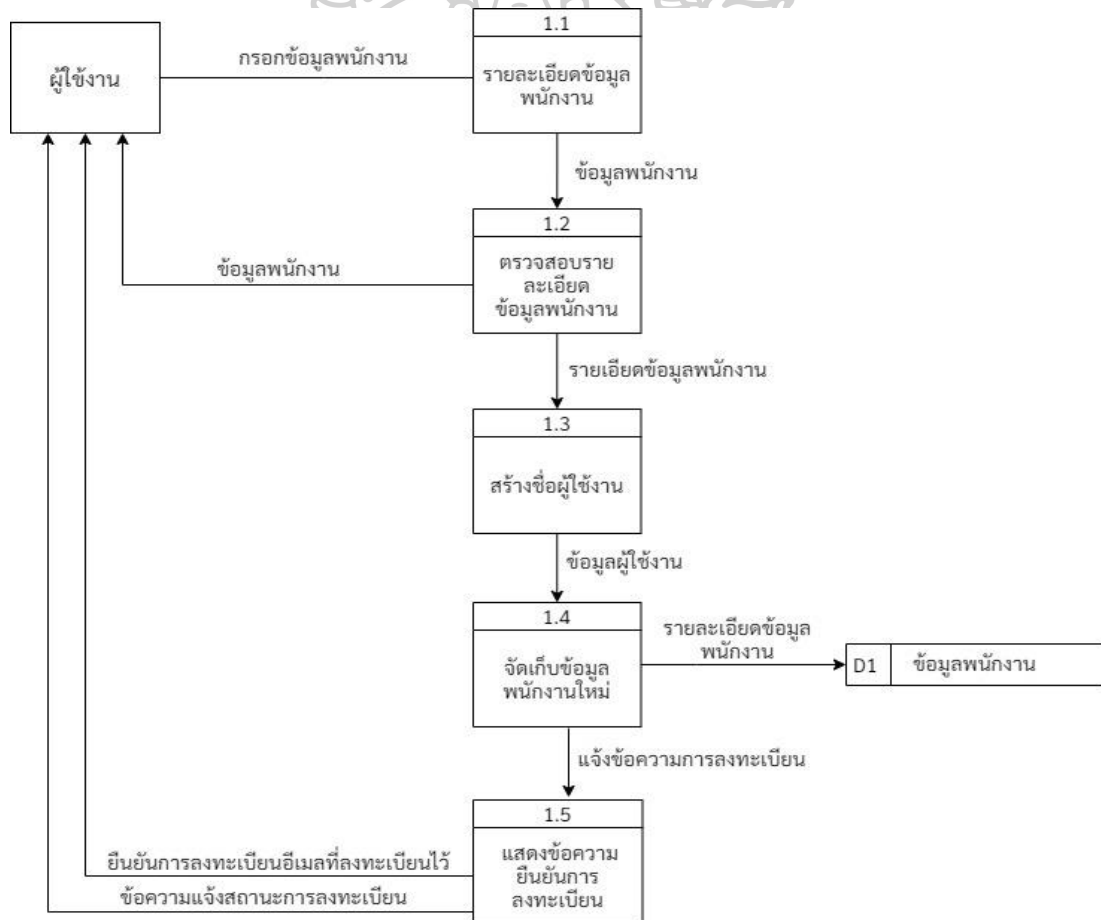 1.1
กรอกข้อมูลพนักงาน
ผู้ใข้งาน
รายละเอียดข้อมูล
พนักงาน
ข้อมูลพนักงาน
1.2
ข้อมูลพนักงาน
ตรวจสอบราย
ละเอียด
ข้อมูลพนักงาน
รายเอียดข้อมูลพนักงาน
1.3
สร้างชื่อผู้ใช้งาน
ข้อมูลผู้ใช้งาน
1.4
จัดเก็บข้อมูล
พนักงานใหม่
รายละเอียดข้อมูล
พนักงาน
D1 ข้อมูลพนักงาน
แจ้งข้อความการลงทะเบียน
1.5
แสดงข้อความ
ยืนยันการ
ลงทะเบียน
ยืนยันการลงทะเบียนอีเมลที่ลงทะเบียนไว้
ข้อความแจ้งสถานะการลงทะเบียน